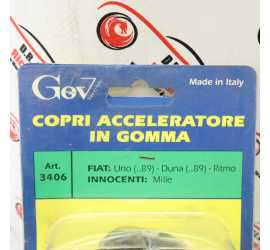 Gev
Made in Italy
COPRI ACCELERATORE
IN GOMMA
Art.
3406
FIAT: Uno (..89) - Duna (..89) - Ritmo
INNOCENTI: Mille